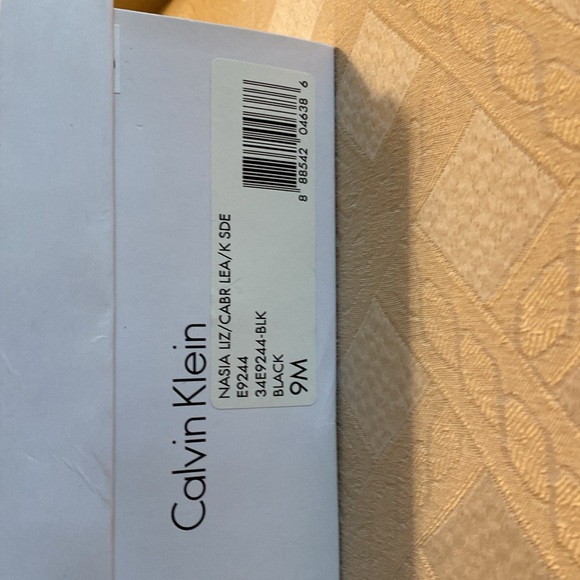 Calvin Klein
NASIA LIZ/CABR LEA/K SDE
E9244
34E9244-BLK
BLACK
9M
8 88542 04638 6